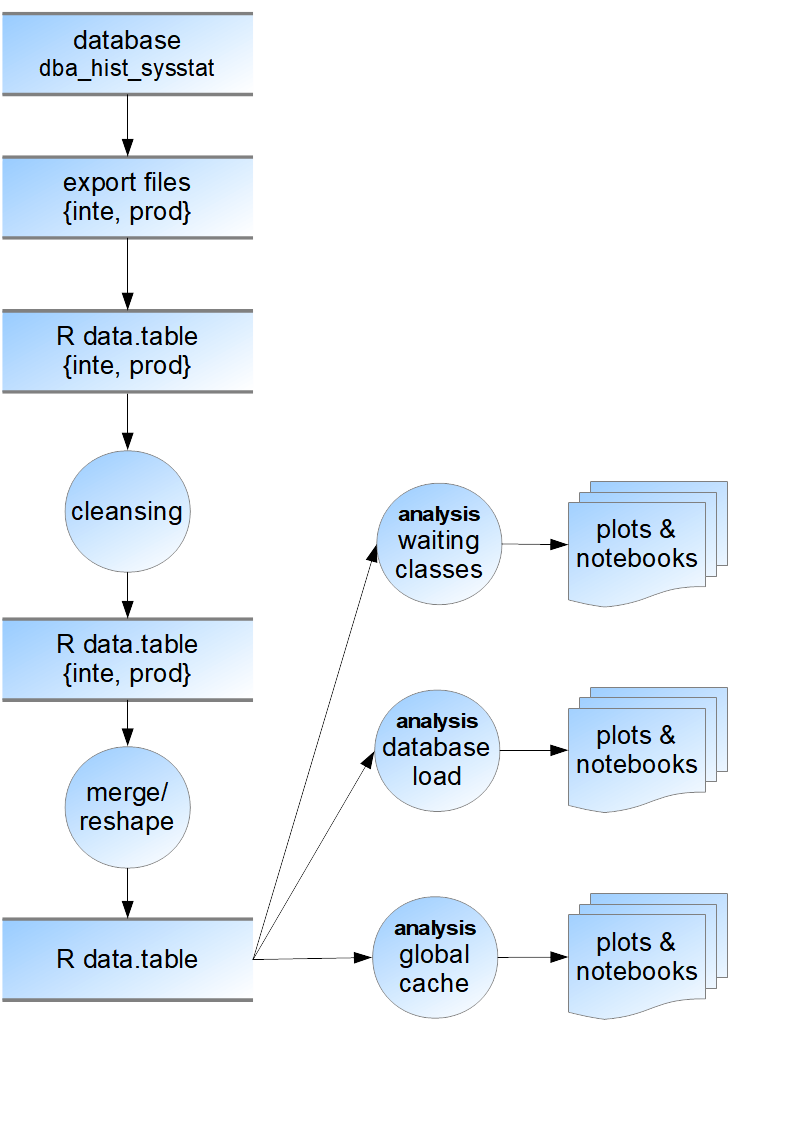 database
dba_hist_sysstat
export files
{inte, prod}
R data.table
{inte, prod}
cleansing
R data.table
{inte, prod}
merge/
reshape
R data.table
analysis
waiting
classes
plots &
notebooks
analysis
database
load
plots &
notebooks
analysis
global
cache
plots &
notebooks